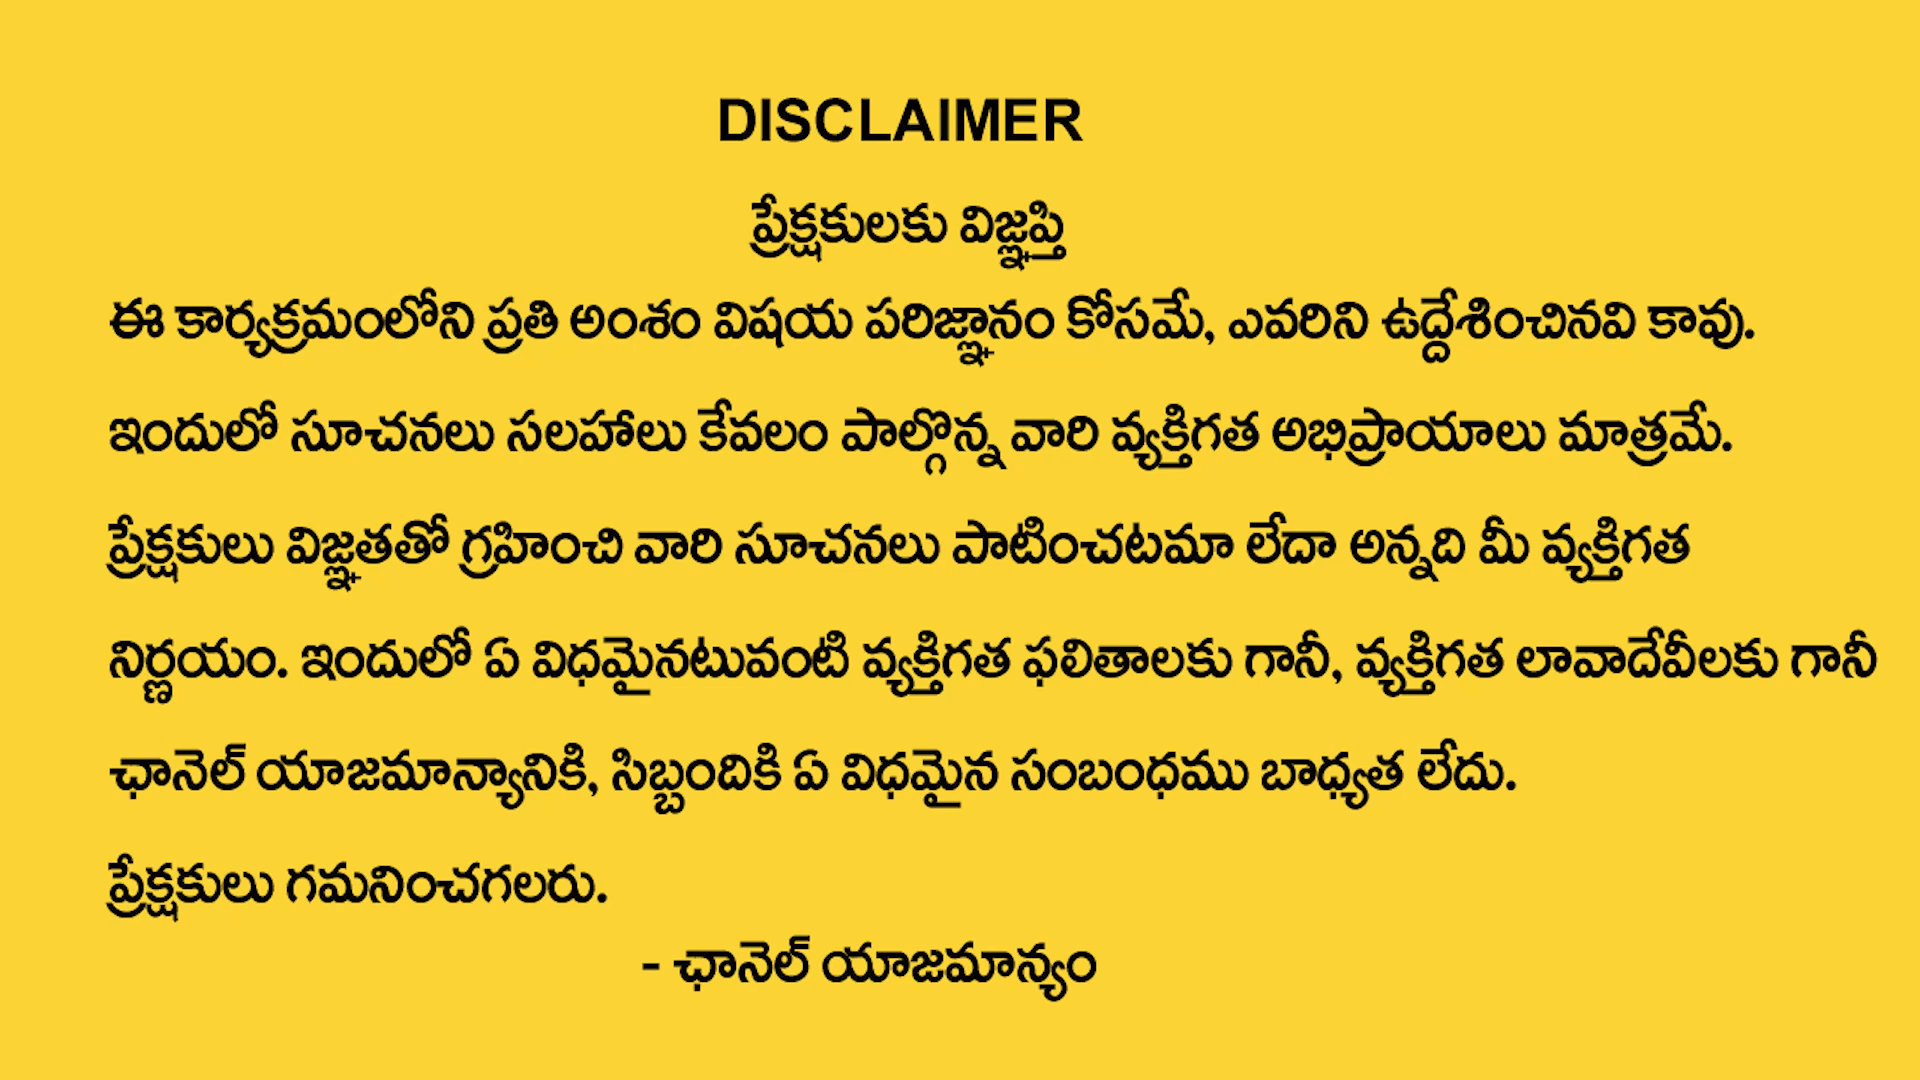 DISCLAIMER
ప్రేక్షకులకు విజ్ఞప్తి
ఈ కార్యక్రమంలోని ప్రతి అంశం విషయ పరిజ్ఞానం కోసమే, ఎవరిని ఉద్దేశించినవి కావు.
ఇందులో సూచనలు సలహాలు కేవలం పాల్గొన్న వారి వ్యక్తిగత అభిప్రాయాలు మాత్రమే.
ప్రేక్షకులు విజ్ఞతతో గ్రహించి వారి సూచనలు పాటించటమా లేదా అన్నది మీ వ్యక్తిగత
నిర్ణయం. ఇందులో ఏ విధమైనటువంటి వ్యక్తిగత ఫలితాలకు గానీ, వ్యక్తిగత లావాదేవీలకు గానీ
ఛానెల్ యాజమాన్యానికి, సిబ్బందికి ఏ విధమైన సంబంధము బాధ్యత లేదు.
ప్రేక్షకులు గమనించగలరు.
- ఛానెల్ యాజమాన్యం